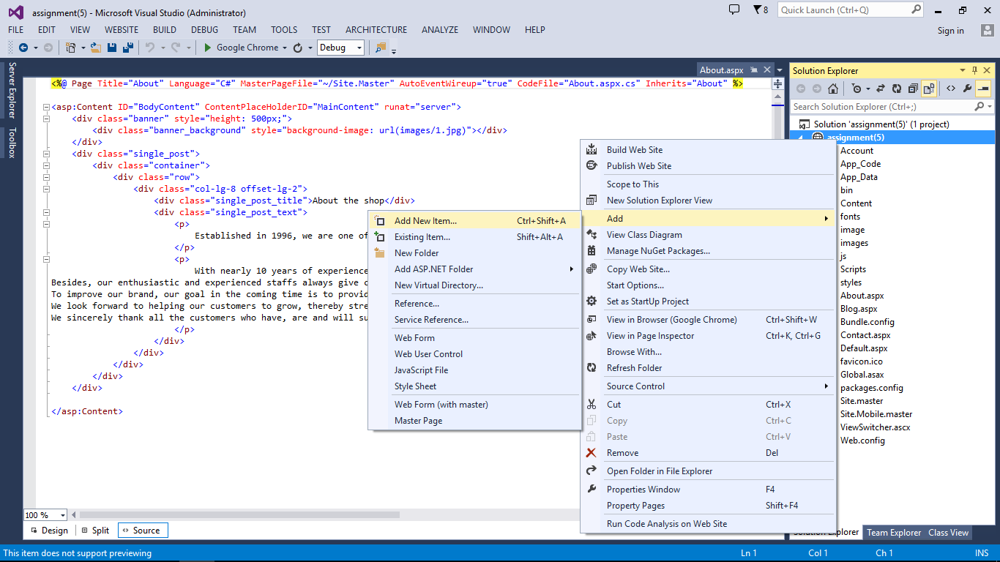 assignment(5) - Microsoft Visual Studio (Administrator)
8
Quick Launch (Ctrl+Q)
FILE EDIT VIEW WEBSITE BUILD DEBUG TEAM TOOLS TEST ARCHITECTURE ANALYZE WINDOW HELP
Sign in
Google Chrome
Debug
Server Explorer
Toolbox
About.aspx
<%@ Page Title="About" Language="C#" MasterPageFile="~/Site.Master" AutoEventWireup="true" CodeFile="About.aspx.cs" Inherits="About" %>
<asp:Content ID="BodyContent" ContentPlaceHolderID="MainContent" runat="server">
<div class="banner" style="height: 500px;">
<div class="banner_background" style="background-image: url(images/1.jpg)"></div>
</div>
<div class="single_post">
<div class="container">
<div class="row">
<div class="col-lg-8 offset-lg-2">
<div class="single_post_title">About the shop</div>
<div class="single_post_text">
<p>
Established in 1996, we are one of
</p>
<p>
With nearly 10 years of experience
Besides, our enthusiastic and experienced staffs always give
To improve our brand, our goal in the coming time is to
We look forward to helping our customers to grow, thereby
We sincerely thank all the customers who have, are and will
</p>
</div>
</div>
</div>
</div>
</div>
</asp:Content>
Add New Item... Ctrl+Shift+A
Existing Item... Shift+Alt+A
New Folder
Add ASP.NET Folder
New Virtual Directory...
Reference...
Service Reference...
Web Form
Web User Control
JavaScript File
Style Sheet
Web Form (with master)
Master Page
Build Web Site
Publish Web Site
Scope to This
New Solution Explorer View
Add
View Class Diagram
Manage NuGet Packages...
Copy Web Site...
Start Options...
Set as StartUp Project
View in Browser (Google Chrome) Ctrl+Shift+W
View in Page Inspector Ctrl+K, Ctrl+G
Browse With...
Refresh Folder
Source Control
Cut Ctrl+X
Copy Ctrl+C
Paste Ctrl+V
Remove Del
Open Folder in File Explorer
Properties Window F4
Property Pages Shift+F4
Run Code Analysis on Web Site
Solution Explorer
Search Solution Explorer (Ctrl+;)
Solution 'assignment(5)' (1 project)
assignment(5)
Account
App_Code
App_Data
bin
Content
fonts
image
images
js
Scripts
styles
About.aspx
Blog.aspx
Bundle.config
Contact.aspx
Default.aspx
favicon.ico
Global.asax
packages.config
Site.master
Site.Mobile.master
ViewSwitcher.ascx
Web.config
Solution Explorer Team Explorer Class View
100 %
Design Split Source
This item does not support previewing
Ln 1 Col 1 Ch 1 INS